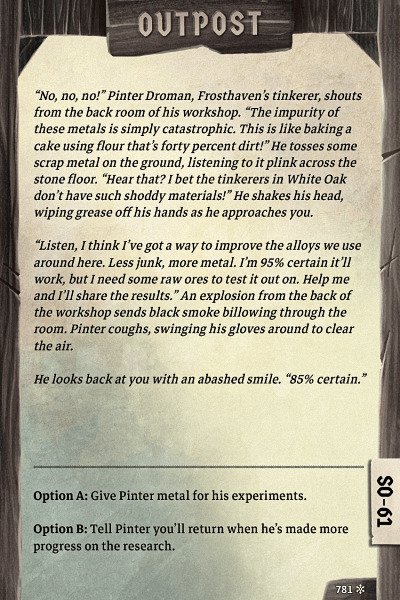 OUTPOST
“No, no, no!” Pinter Droman, Frosthaven’s tinkerer, shouts
from the back room of his workshop. “The impurity of
these metals is simply catastrophic. This is like baking a
cake using flour that’s forty percent dirt!” He tosses some
scrap metal on the ground, listening to it plink across the
stone floor. “Hear that? I bet the tinkerers in White Oak
don’t have such shoddy materials!” He shakes his head,
wiping grease off his hands as he approaches you.
“Listen, I think I’ve got a way to improve the alloys we use
around here. Less junk, more metal. I’m 95% certain it’ll
work, but I need some raw ores to test it out on. Help me
and I’ll share the results.” An explosion from the back of
the workshop sends black smoke billowing through the
room. Pinter coughs, swinging his gloves around to clear
the air.
He looks back at you with an abashed smile. “85% certain.”
Option A: Give Pinter metal for his experiments.
Option B: Tell Pinter you’ll return when he’s made more
progress on the research.
SO-61
781